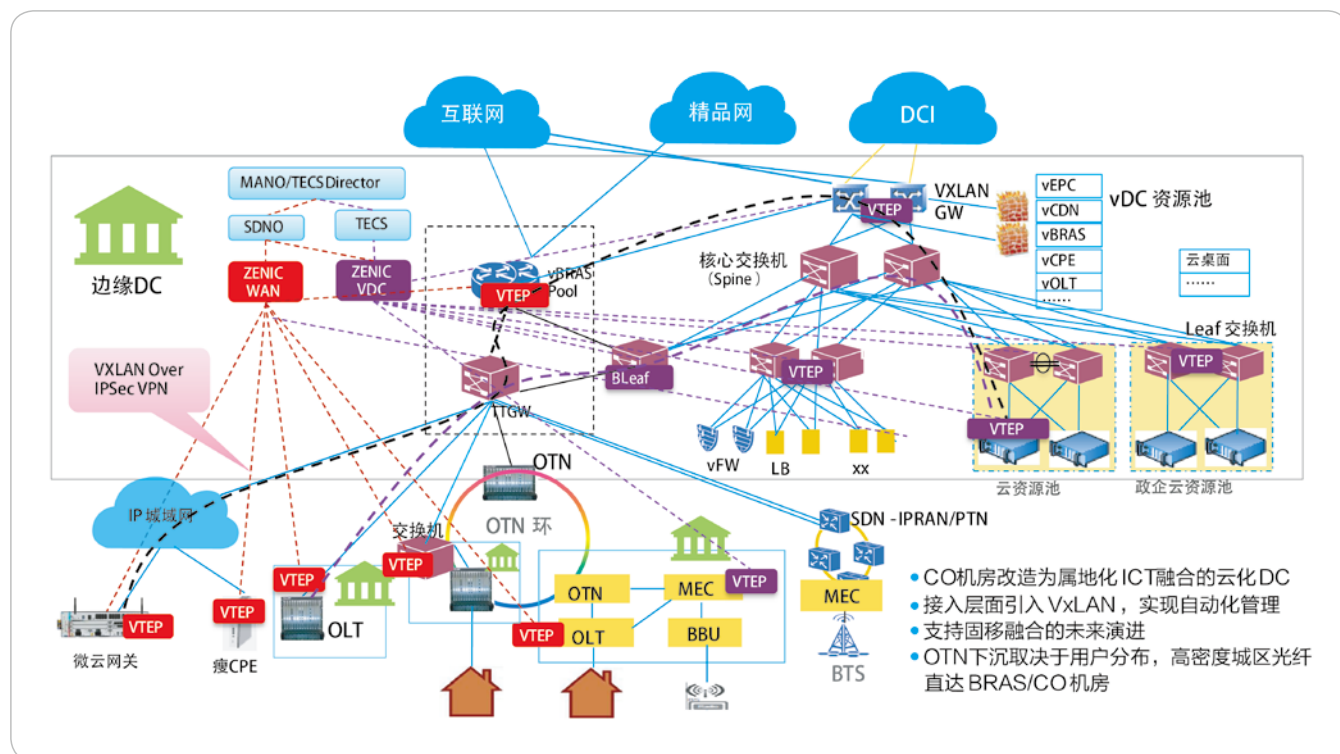 互联网
精品网
DCI
MANO/TECS Director
SDNO
TECS
ZENIC
WAN
ZENIC
VDC
边缘DC
vBRAS
Pool
VTEP
VXLAN
GW
VTEP
vEPC
vCDN
vBRAS
vCPE
vOLT
......
vDC 资源池
云桌面
......
核心交换机
（Spine）
Leaf 交换机
VXLAN Over
IPSec VPN
TTGW
BLeaf
VTEP
VTEP
VTEP
vFW
LB
xx
云资源池
政企云资源池
IP 城域网
OTN
OTN 环
交换机
VTEP
VTEP
VTEP
VTEP
VTEP
VTEP
微云网关
瘦CPE
OLT
OTN
MEC
OLT
BBU
SDN -IPRAN/PTN
MEC
BTS
• CO机房改造为属地化ICT融合的云化DC
• 接入层面引入 VxLAN，实现自动化管理
• 支持固移融合的未来演进
• OTN下沉取决于用户分布，高密度城区光纤
直达 BRAS/CO 机房